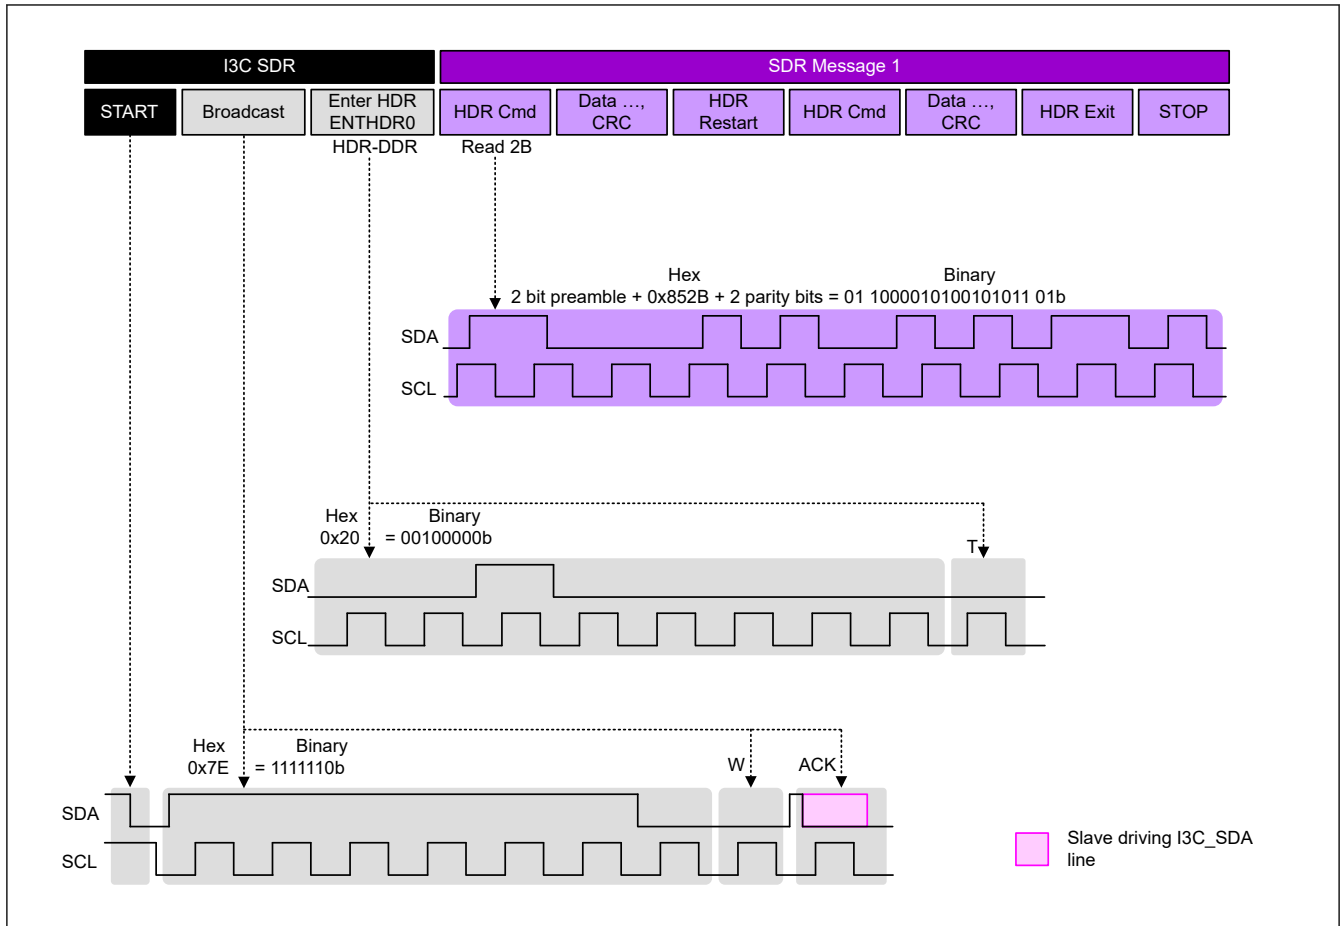 I3C SDR
SDR Message 1
START
Broadcast
Enter HDR
ENTHDR0
HDR Cmd
Data ...,
CRC
HDR
Restart
HDR Cmd
Data ...,
CRC
HDR Exit
STOP
HDR-DDR
Read 2B
Hex
Binary
2 bit preamble + 0x852B + 2 parity bits = 01 1000010100101011 01b
SDA
SCL
Hex
Binary
0x20
= 00100000b
T
SDA
SCL
Hex
Binary
0x7E
= 1111110b
W
ACK
SDA
SCL
Slave driving I3C_SDA
line